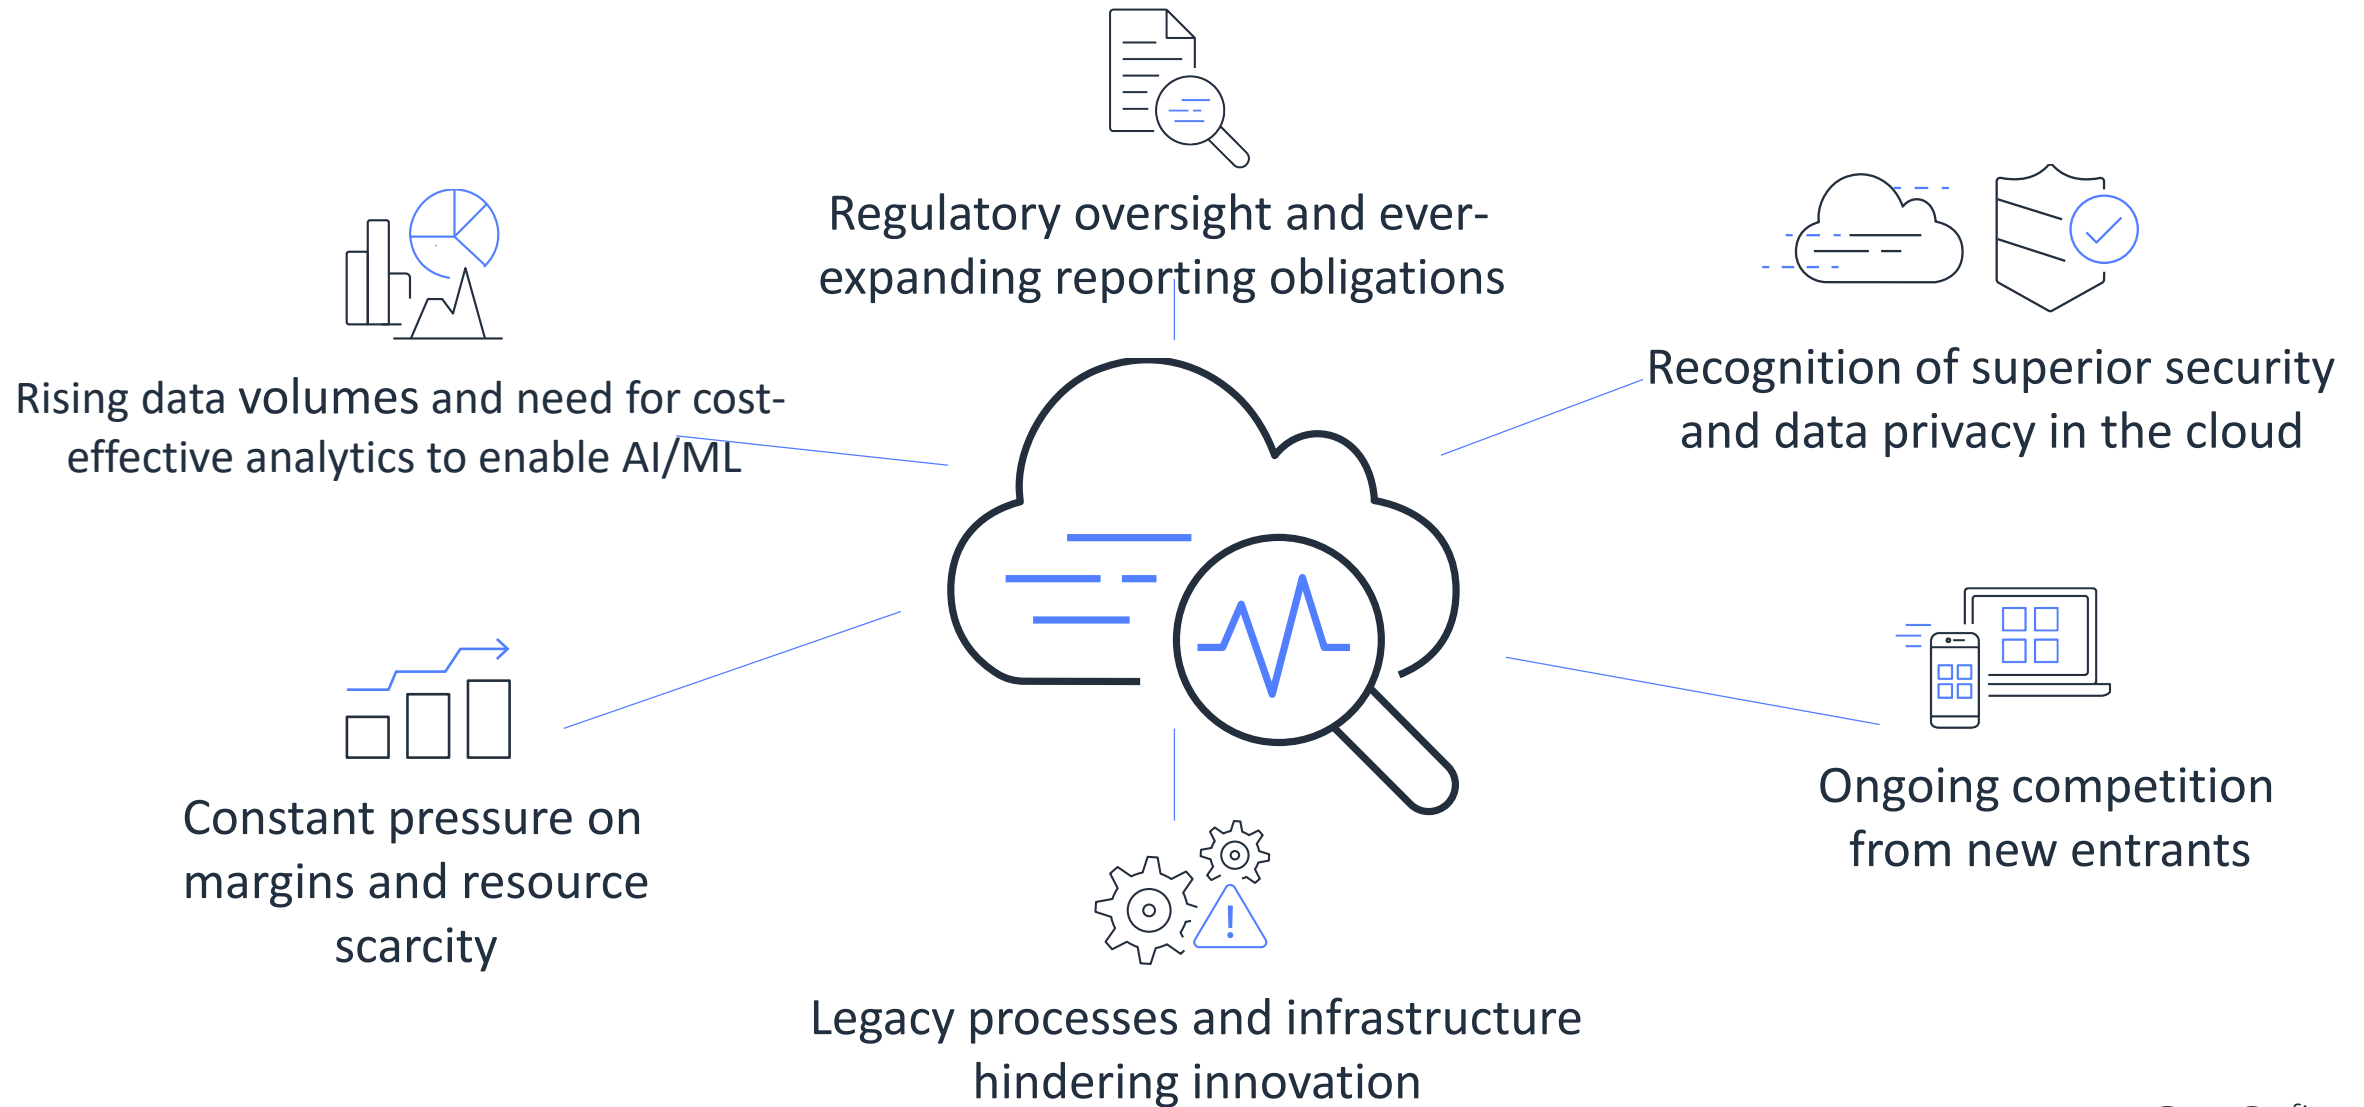 Regulatory oversight and ever-
expanding reporting obligations
Recognition of superior security
and data privacy in the cloud
Rising data volumes and need for cost-
effective analytics to enable AI/ML
Ongoing competition
from new entrants
Constant pressure on
margins and resource
scarcity
Legacy processes and infrastructure
hindering innovation